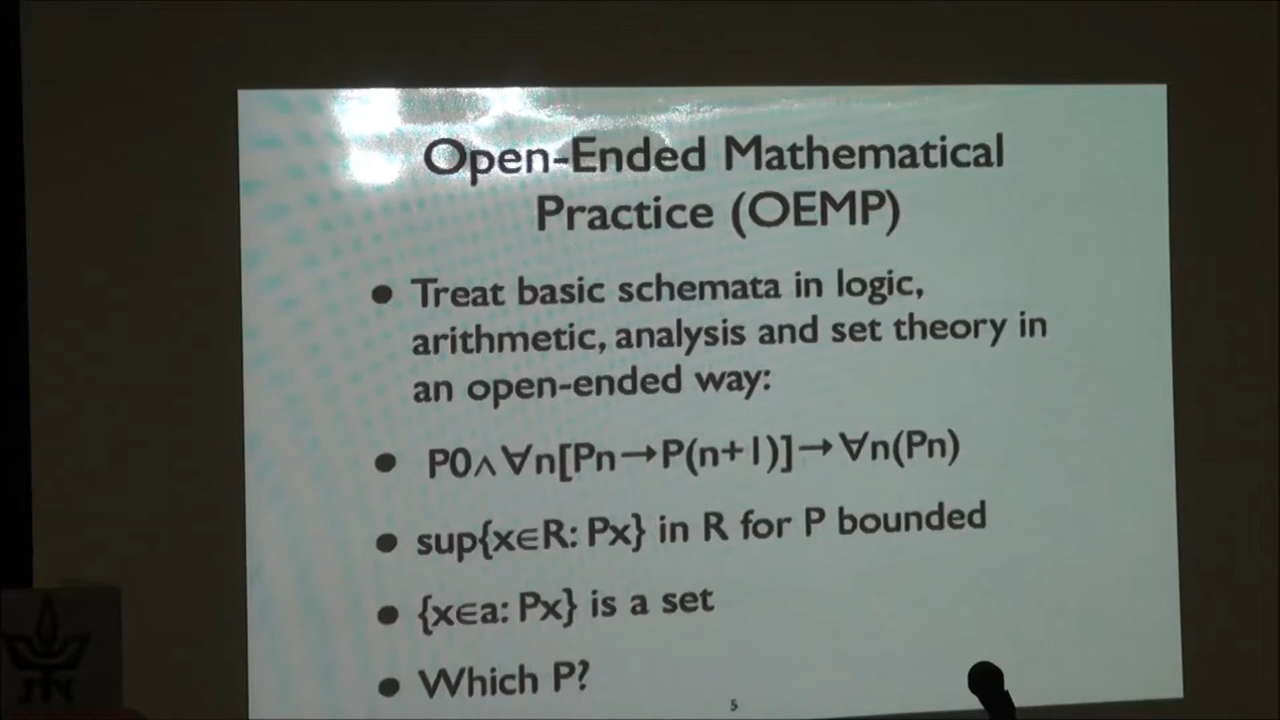 Open-Ended Mathematical
Practice (OEMP)
• Treat basic schemata in logic,
arithmetic, analysis and set theory in
an open-ended way:
• P0∧∀n[Pn→P(n+1)]→∀n(Pn)
• sup{x∈R: Px} in R for P bounded
• {x∈a: Px} is a set
• Which P?
5